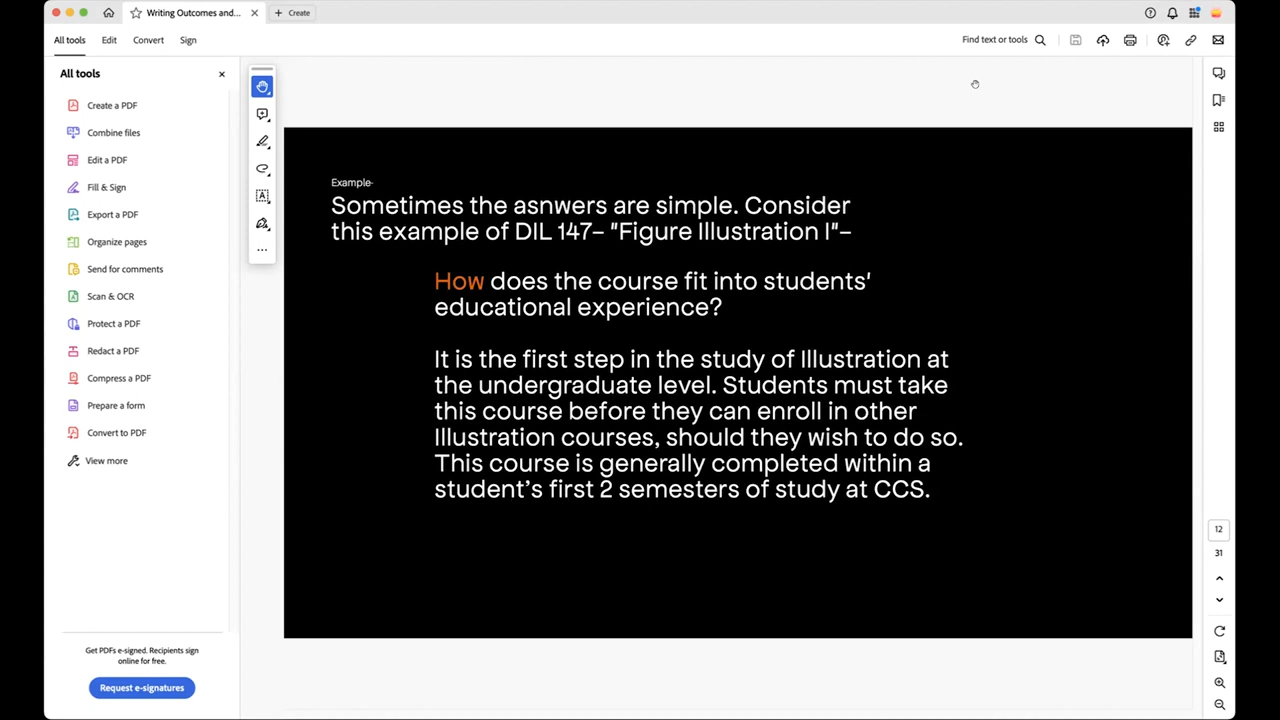 Writing Outcomes and...
Create
All tools
Edit
Convert
Sign
Find text or tools
All tools
Create a PDF
Combine files
Edit a PDF
Fill & Sign
Export a PDF
Organize pages
Send for comments
Scan & OCR
Protect a PDF
Redact a PDF
Compress a PDF
Prepare a form
Convert to PDF
View more
Get PDFs e-signed. Recipients sign
online for free.
Request e-signatures
Example-
Sometimes the asnwers are simple. Consider
this example of DIL 147– "Figure Illustration I"–
How does the course fit into students'
educational experience?
It is the first step in the study of Illustration at
the undergraduate level. Students must take
this course before they can enroll in other
Illustration courses, should they wish to do so.
This course is generally completed within a
student's first 2 semesters of study at CCS.
12
31